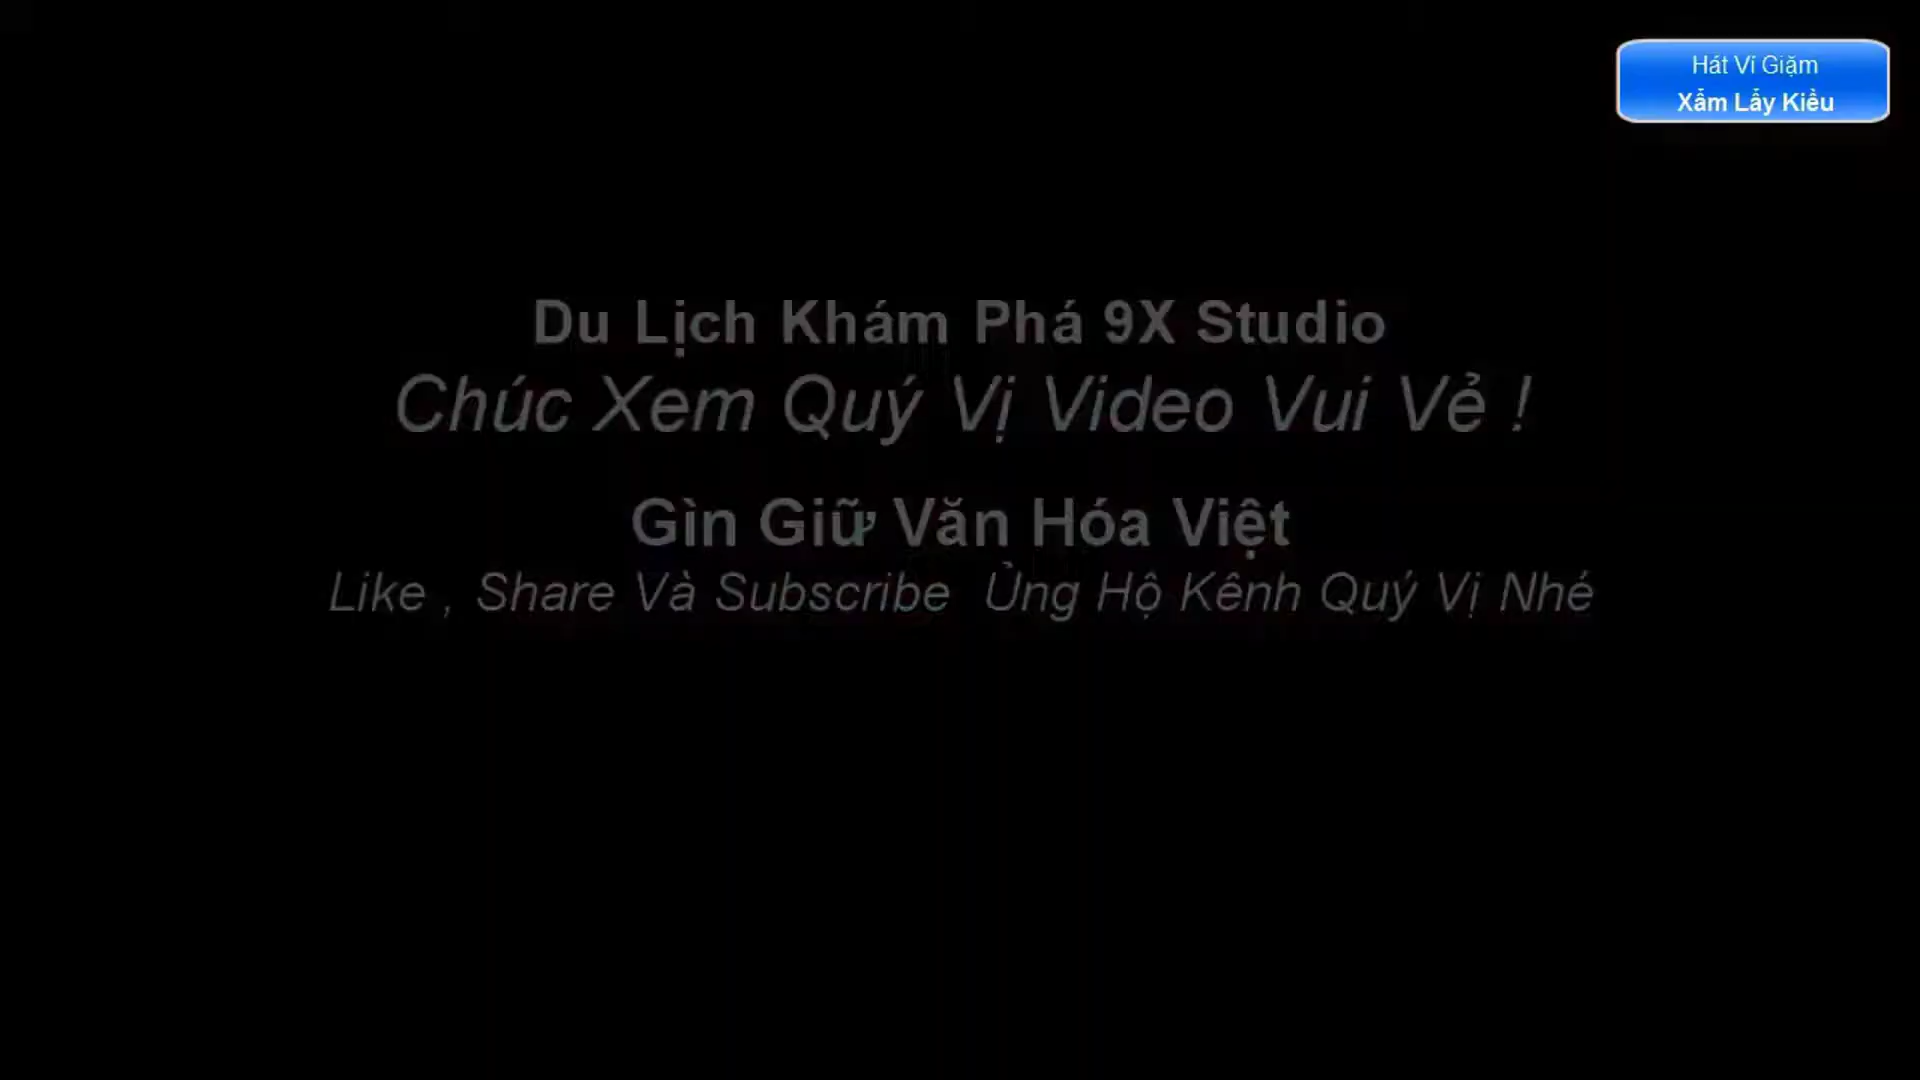 Hát Ví Giặm
Xẩm Lẩy Kiều
Du Lịch Khám Phá 9X Studio
Chúc Xem Quý Vị Video Vui Vẻ !
Gìn Giữ Văn Hóa Việt
Like , Share Và Subscribe Ủng Hộ Kênh Quý Vị Nhé